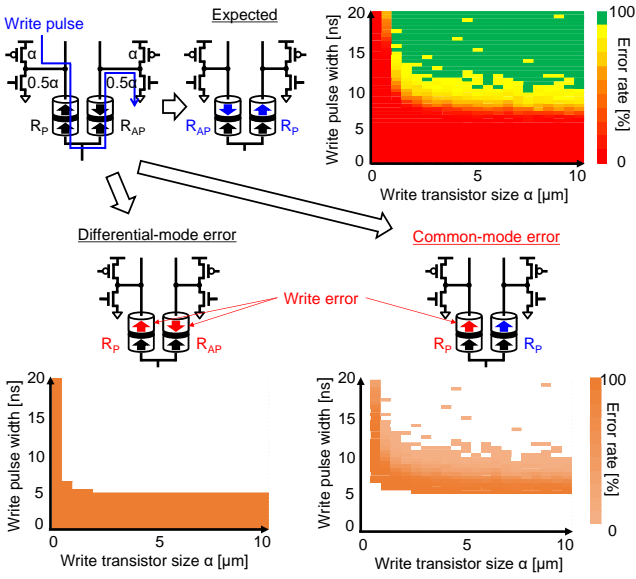 Write pulse
α
0.5α
α
0.5α
R_P
R_AP
Expected
R_AP
R_P
Write pulse width [ns]
20
15
10
5
0
0
5
10
Write transistor size α [µm]
100
0
Error rate [%]
Differential-mode error
Common-mode error
Write error
R_P
R_AP
R_P
R_P
Write pulse width [ns]
20
15
10
5
0
0
5
10
Write transistor size α [µm]
Write pulse width [ns]
20
15
10
5
0
0
5
10
Write transistor size α [µm]
100
0
Error rate [%]